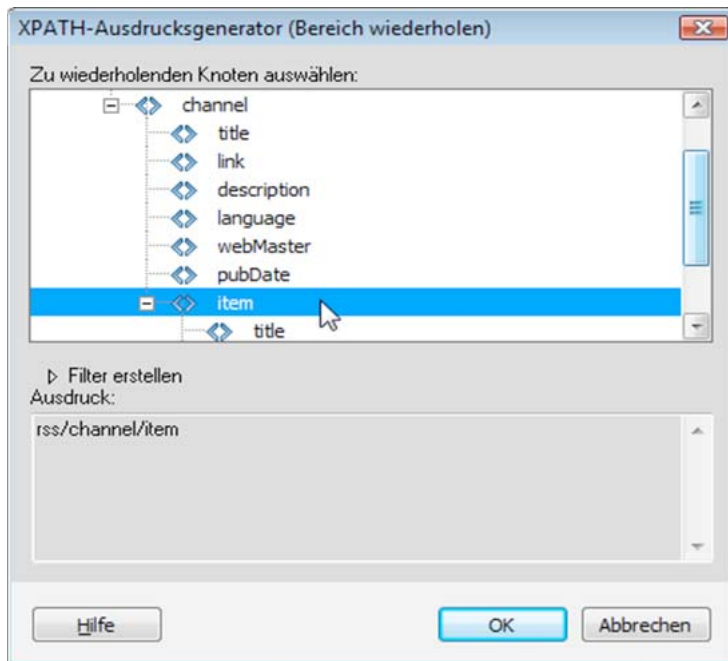 XPATH-Ausdrucksgenerator (Bereich wiederholen)
Zu wiederholenden Knoten auswählen:
channel
title
link
description
language
webMaster
pubDate
item
title
Filter erstellen
Ausdruck:
rss/channel/item
Hilfe OK Abbrechen